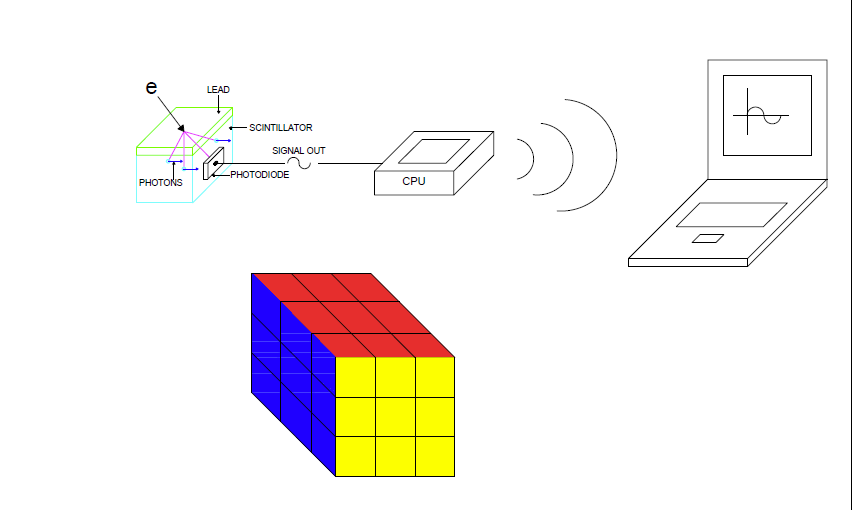 e
LEAD
SCINTILLATOR
SIGNAL OUT
PHOTODIODE
PHOTONS
CPU